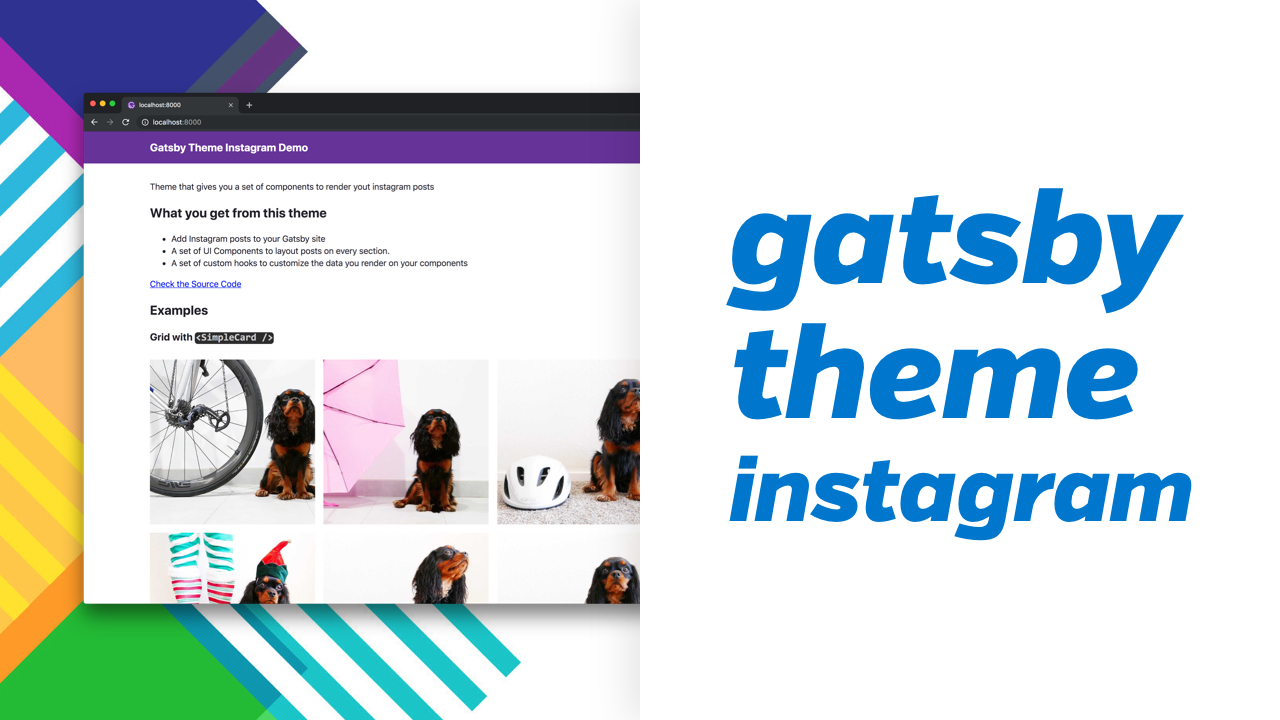 localhost:8000
localhost:8000
Gatsby Theme Instagram Demo
Theme that gives you a set of components to render yout instagram posts
What you get from this theme
Add Instagram posts to your Gatsby site
A set of UI Components to layout posts on every section.
A set of custom hooks to customize the data you render on your components
Check the Source Code
Examples
Grid with <SimpleCard />
gatsby
theme
instagram